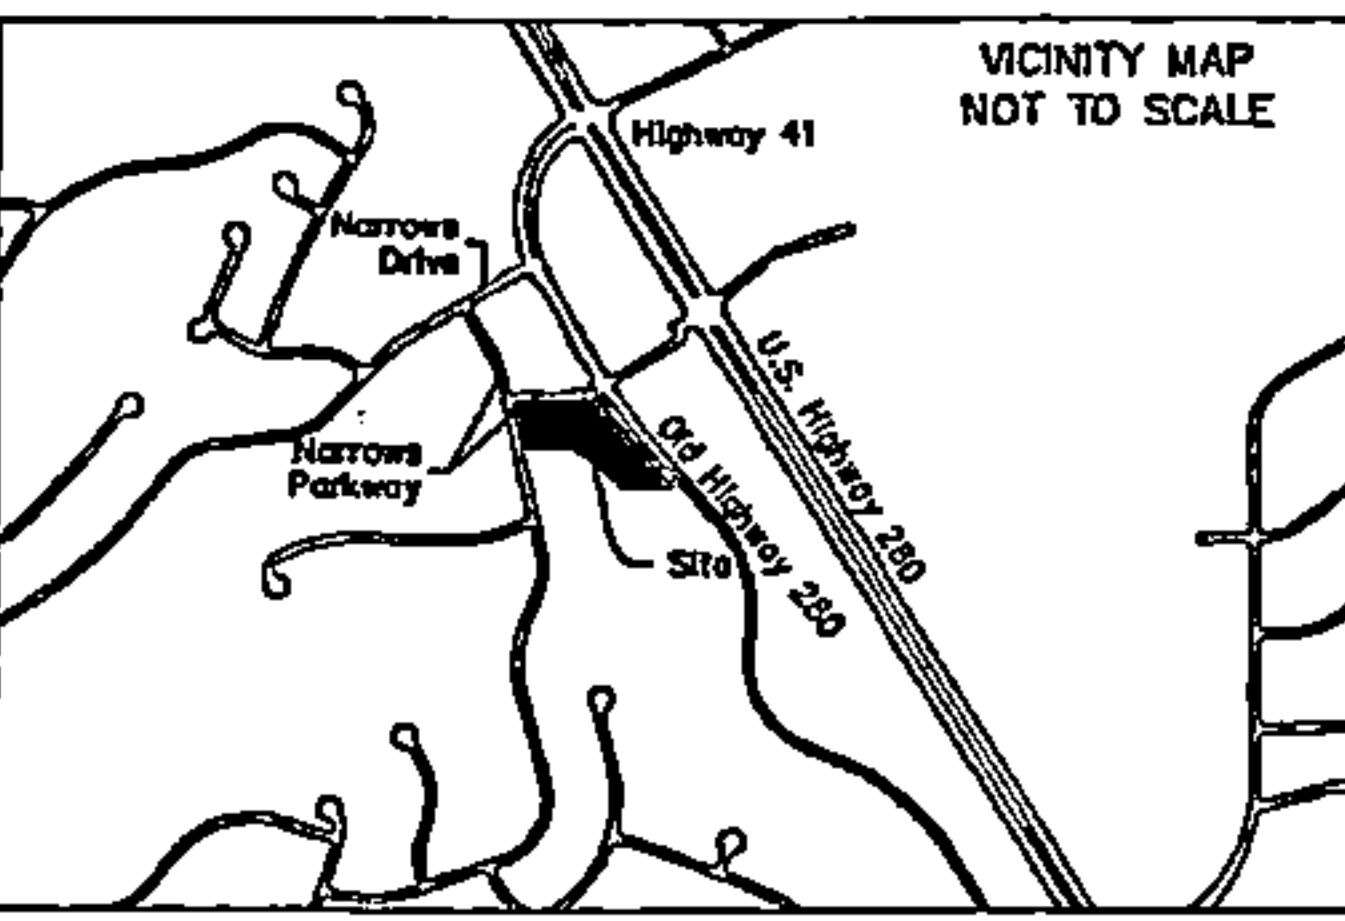 VICINITY MAP
NOT TO SCALE
Highway 41
Narrows
Drive
U.S. Highway 280
Narrows
Parkway
Old Highway 280
Site